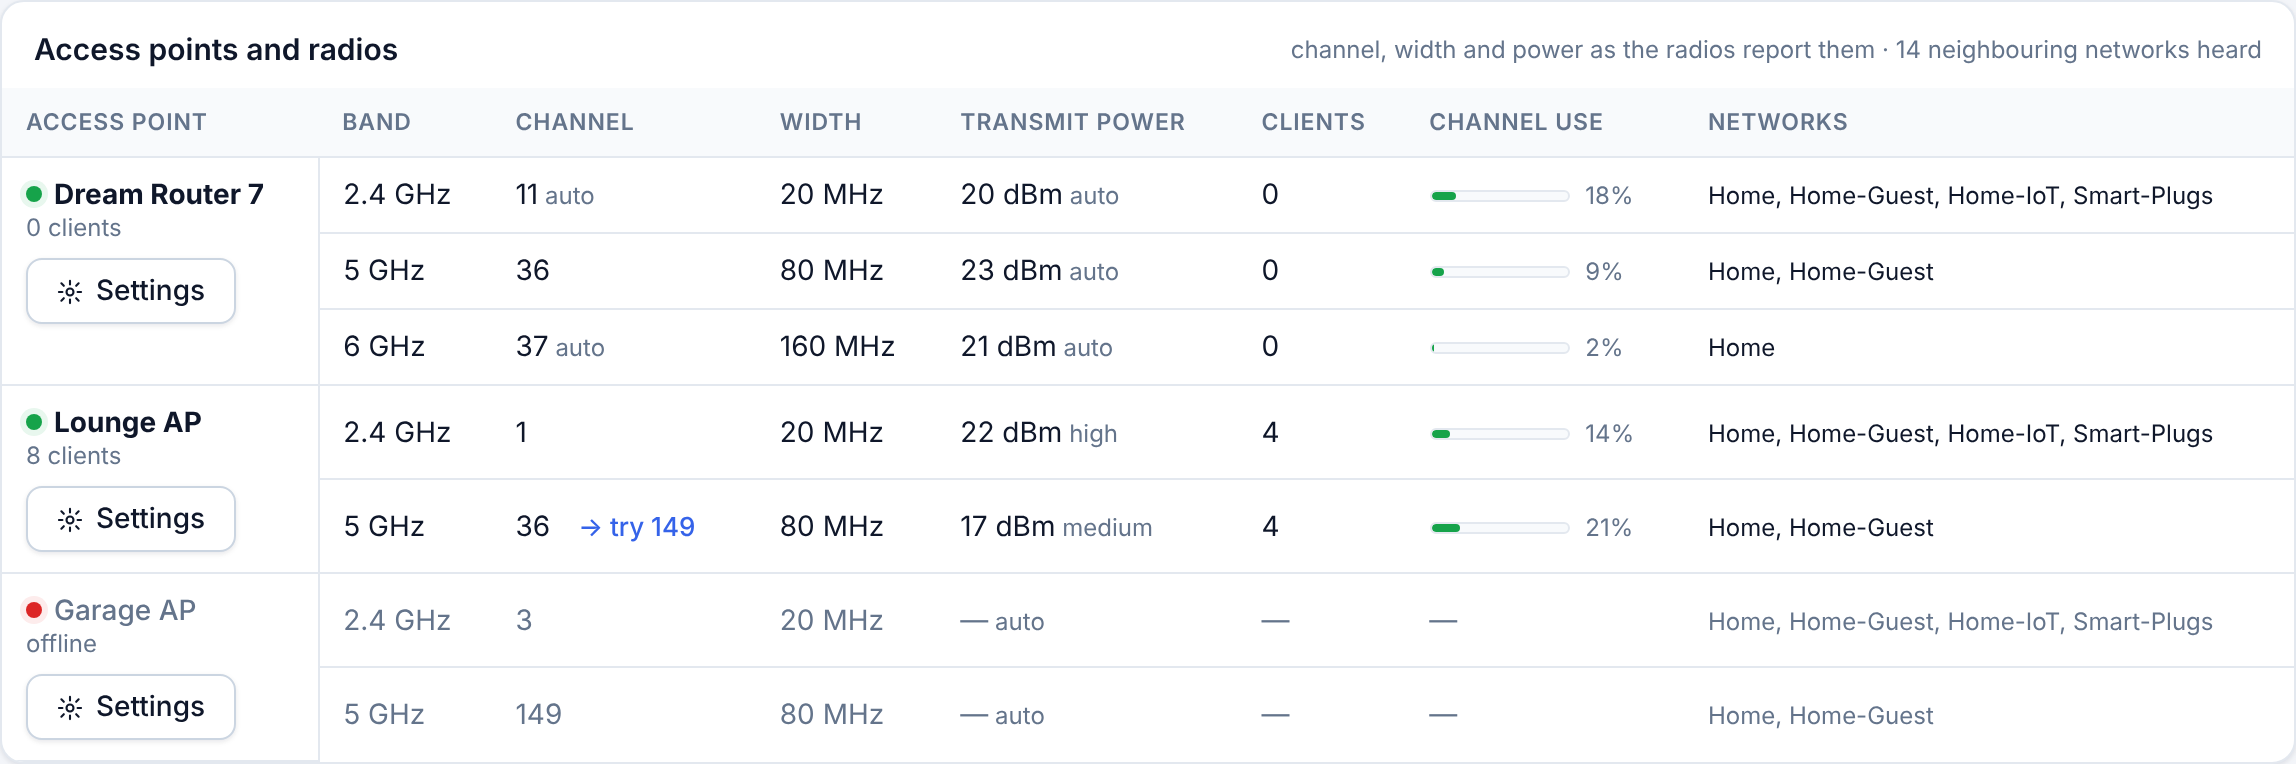 Access points and radios
channel, width and power as the radios report them · 14 neighbouring networks heard
ACCESS POINT BAND CHANNEL WIDTH TRANSMIT POWER CLIENTS CHANNEL USE NETWORKS
Dream Router 7
0 clients
Settings
2.4 GHz 11 auto 20 MHz 20 dBm auto 0 18% Home, Home-Guest, Home-IoT, Smart-Plugs
5 GHz 36 80 MHz 23 dBm auto 0 9% Home, Home-Guest
6 GHz 37 auto 160 MHz 21 dBm auto 0 2% Home
Lounge AP
8 clients
Settings
2.4 GHz 1 20 MHz 22 dBm high 4 14% Home, Home-Guest, Home-IoT, Smart-Plugs
5 GHz 36 → try 149 80 MHz 17 dBm medium 4 21% Home, Home-Guest
Garage AP
offline
Settings
2.4 GHz 3 20 MHz — auto — — Home, Home-Guest, Home-IoT, Smart-Plugs
5 GHz 149 80 MHz — auto — — Home, Home-Guest